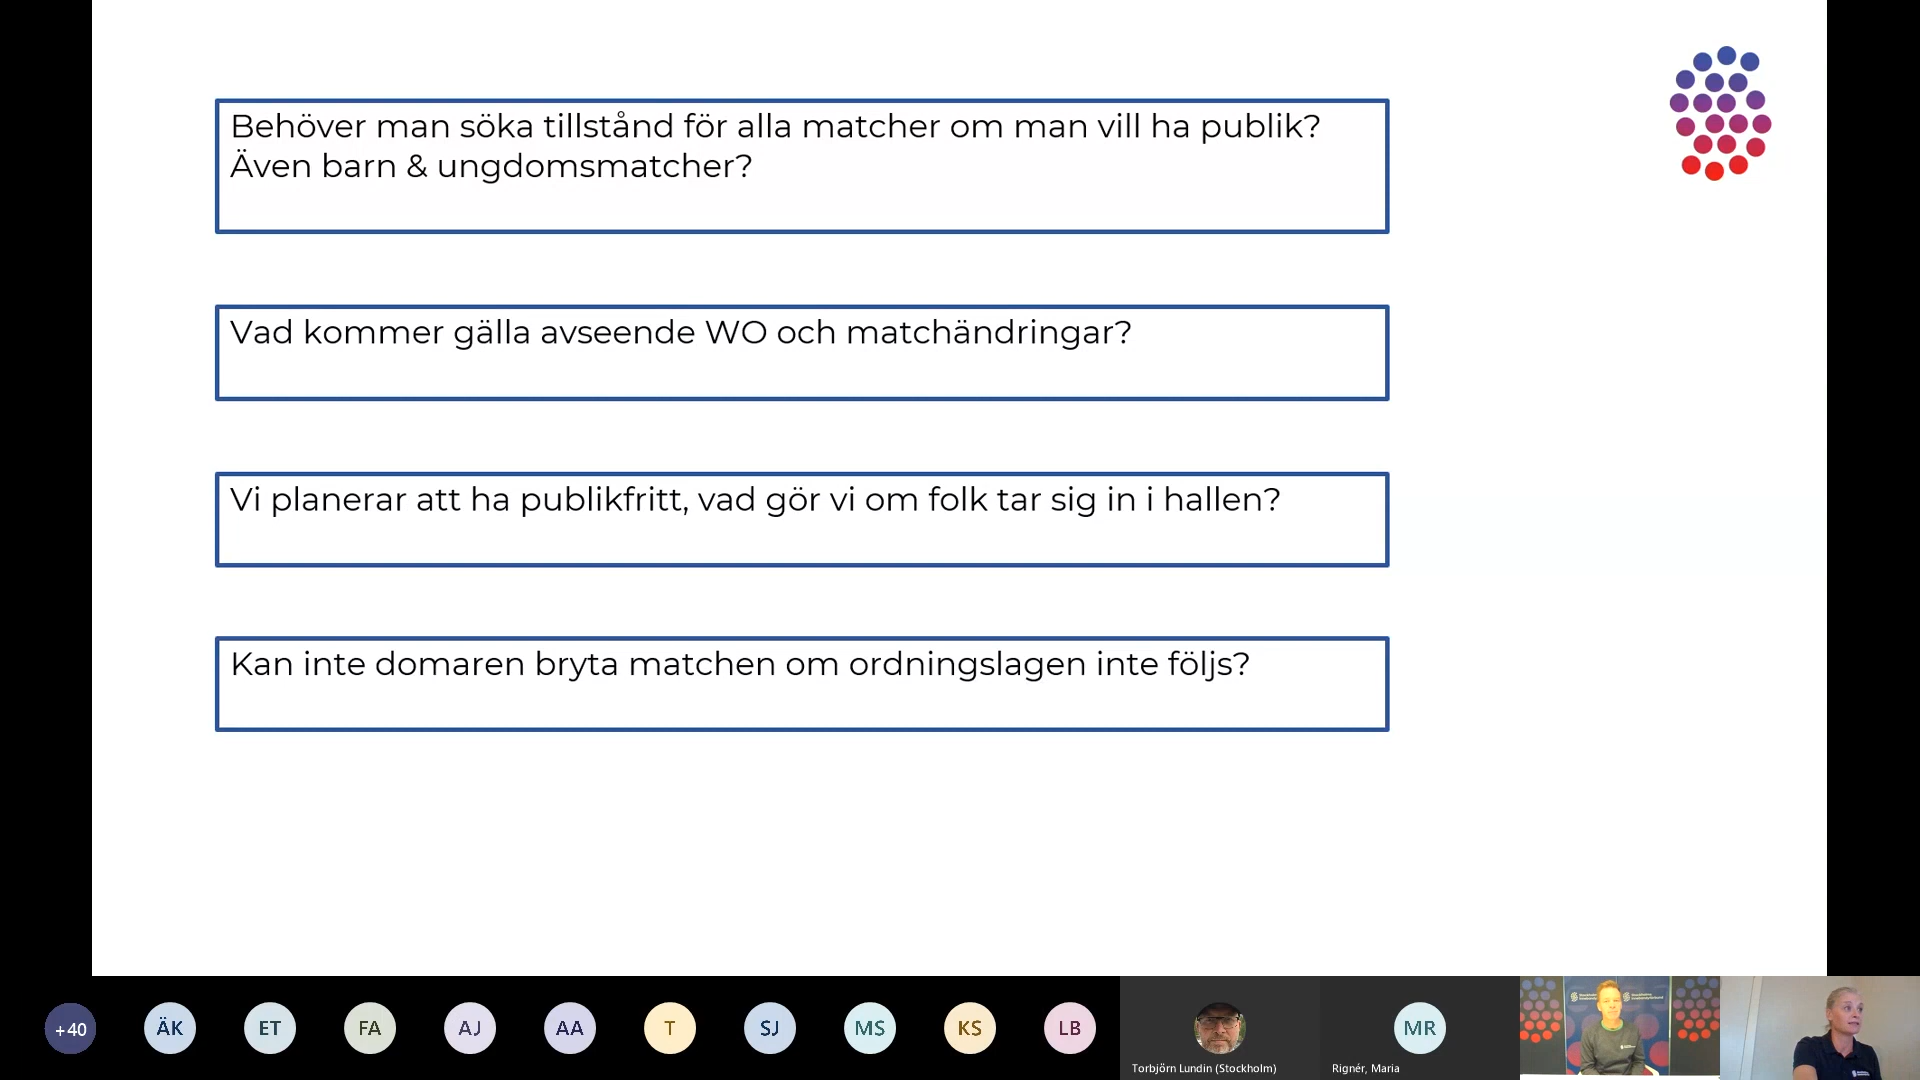 Behöver man söka tillstånd för alla matcher om man vill ha publik?
Även barn & ungdomsmatcher?
Vad kommer gälla avseende WO och matchändringar?
Vi planerar att ha publikfritt, vad gör vi om folk tar sig in i hallen?
Kan inte domaren bryta matchen om ordningslagen inte följs?
+40
ÄK
ET
FA
AJ
AA
T
SJ
MS
KS
LB
MR
Torbjörn Lundin (Stockholm)
Rignér, Maria